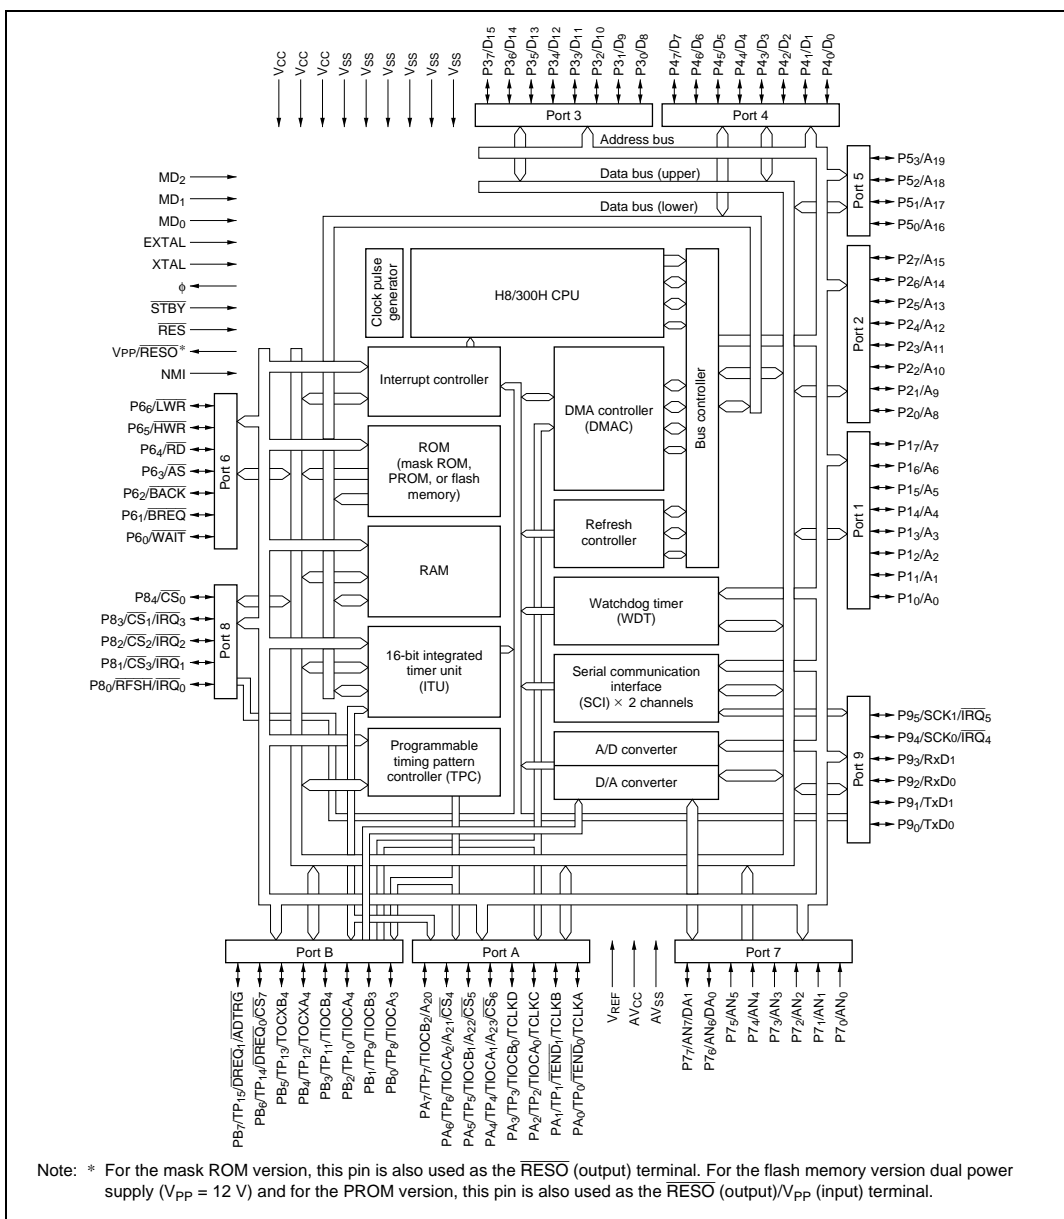 VCC
VCC
VCC
VSS
VSS
VSS
VSS
VSS
VSS
P37/D15
P36/D14
P35/D13
P34/D12
P33/D11
P32/D10
P31/D9
P30/D8
P47/D7
P46/D6
P45/D5
P44/D4
P43/D3
P42/D2
P41/D1
P40/D0
Port 3
Port 4
Address bus
Data bus (upper)
Data bus (lower)
MD2
MD1
MD0
EXTAL
XTAL
ϕ
STBY
RES
VPP/RESO*
NMI
Port 5
P53/A19
P52/A18
P51/A17
P50/A16
Clock pulse
generator
H8/300H CPU
Bus controller
Port 2
P27/A15
P26/A14
P25/A13
P24/A12
P23/A11
P22/A10
P21/A9
P20/A8
Interrupt controller
DMA controller
(DMAC)
P66/LWR
P65/HWR
P64/RD
P63/AS
P62/BACK
P61/BREQ
P60/WAIT
Port 6
ROM
(mask ROM,
PROM, or flash
memory)
Port 1
P17/A7
P16/A6
P15/A5
P14/A4
P13/A3
P12/A2
P11/A1
P10/A0
Refresh
controller
RAM
Watchdog timer
(WDT)
P84/CS0
P83/CS1/IRQ3
P82/CS2/IRQ2
P81/CS3/IRQ1
P80/RFSH/IRQ0
Port 8
16-bit integrated
timer unit
(ITU)
Serial communication
interface
(SCI) × 2 channels
Programmable
timing pattern
controller (TPC)
A/D converter
D/A converter
Port 9
P95/SCK1/IRQ5
P94/SCK0/IRQ4
P93/RxD1
P92/RxD0
P91/TxD1
P90/TxD0
Port B
Port A
Port 7
PB7/TP15/DREQ1/ADTRG
PB6/TP14/DREQ0/CS7
PB5/TP13/TOCXB4
PB4/TP12/TOCXA4
PB3/TP11/TIOCB4
PB2/TP10/TIOCA4
PB1/TP9/TIOCB3
PB0/TP8/TIOCA3
PA7/TP7/TIOCB2/A20
PA6/TP6/TIOCA2/A21/CS4
PA5/TP5/TIOCB1/A22/CS5
PA4/TP4/TIOCA1/A23/CS6
PA3/TP3/TIOCB0/TCLKD
PA2/TP2/TIOCA0/TCLKC
PA1/TP1/TEND1/TCLKB
PA0/TP0/TEND0/TCLKA
VREF
AVCC
AVSS
P77/AN7/DA1
P76/AN6/DA0
P75/AN5
P74/AN4
P73/AN3
P72/AN2
P71/AN1
P70/AN0
Note: * For the mask ROM version, this pin is also used as the RESO (output) terminal. For the flash memory version dual power
supply (VPP = 12 V) and for the PROM version, this pin is also used as the RESO (output)/VPP (input) terminal.